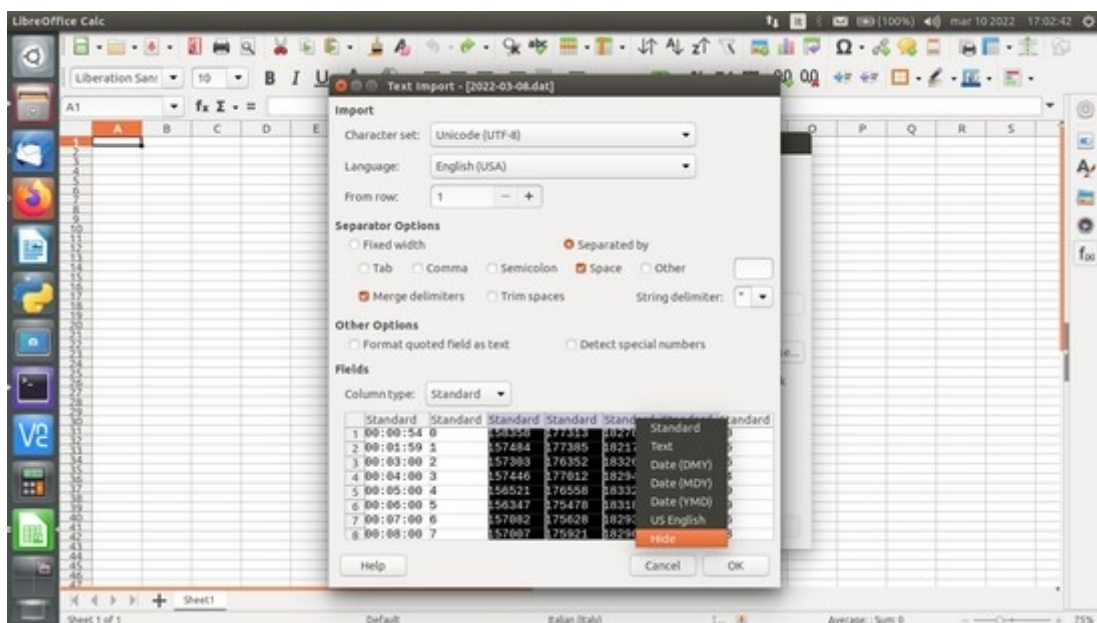 LibreOffice Calc
(100%) mar 10 2022 17:02:42
Liberation Sans 10 B I U
A1 fx Σ =
A B C D E O P Q R S
Text Import - [2022-03-08.dat]
Import
Character set: Unicode (UTF-8)
Language: English (USA)
From row: 1 − +
Separator Options
Fixed width Separated by
Tab Comma Semicolon Space Other
Merge delimiters Trim spaces String delimiter: "
Other Options
Format quoted field as text Detect special numbers
Fields
Column type: Standard
Standard Standard Standard Standard
1 00:00:54 0 158358 177313
2 00:01:59 1 157484 177385
3 00:03:00 2 157303 176352
4 00:04:00 3 157446 177012
5 00:05:00 4 156521 176558
6 00:06:00 5 156347 175478
7 00:07:00 6 157082 175628
8 00:08:00 7 157007 175921
Standard
Text
Date (DMY)
Date (MDY)
Date (YMD)
US English
Hide
Help Cancel OK
Sheet1
Sheet 1 of 1 Default Italian (Italy) Average: ; Sum: 0 75%